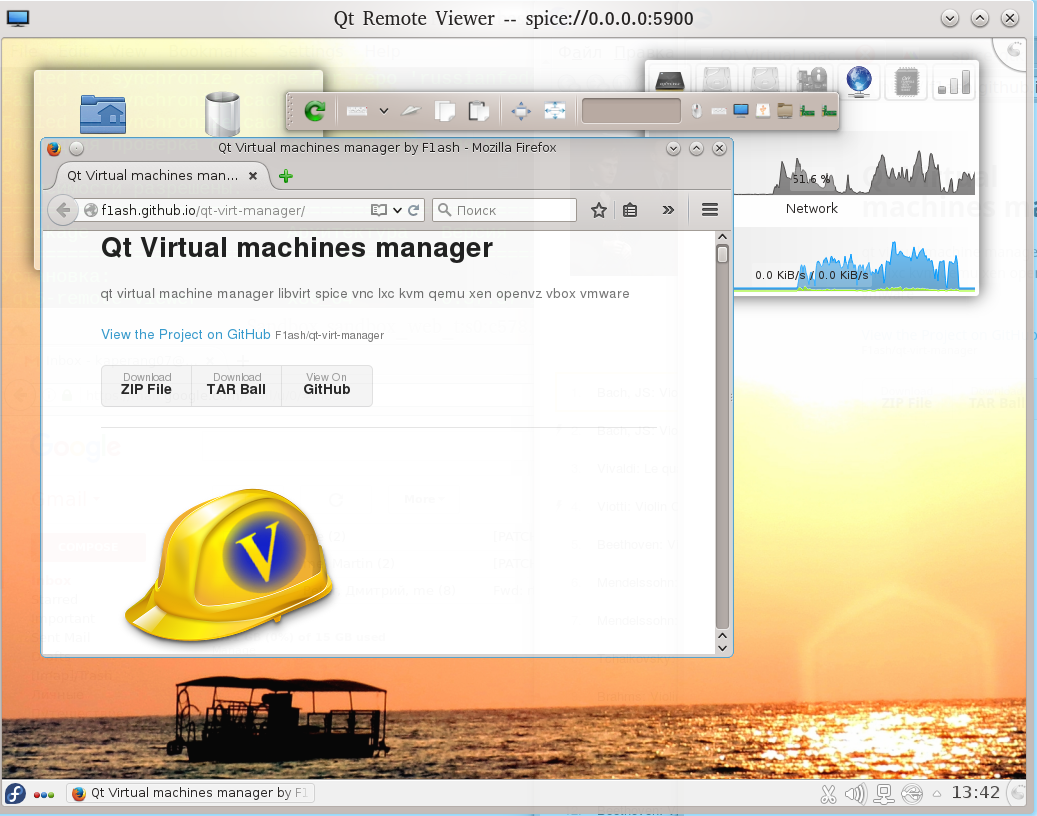 Qt Remote Viewer -- spice://0.0.0.0:5900
51.6 %
Network
0.0 KiB/s / 0.0 KiB/s
Qt Virtual machines manager by F1ash - Mozilla Firefox
Qt Virtual machines man...
f1ash.github.io/qt-virt-manager/
Поиск
Qt Virtual machines manager
qt virtual machine manager libvirt spice vnc lxc kvm qemu xen openvz vbox vmware
View the Project on GitHub F1ash/qt-virt-manager
Download ZIP File
Download TAR Ball
View On GitHub
V
Qt Virtual machines manager by F1
13:42